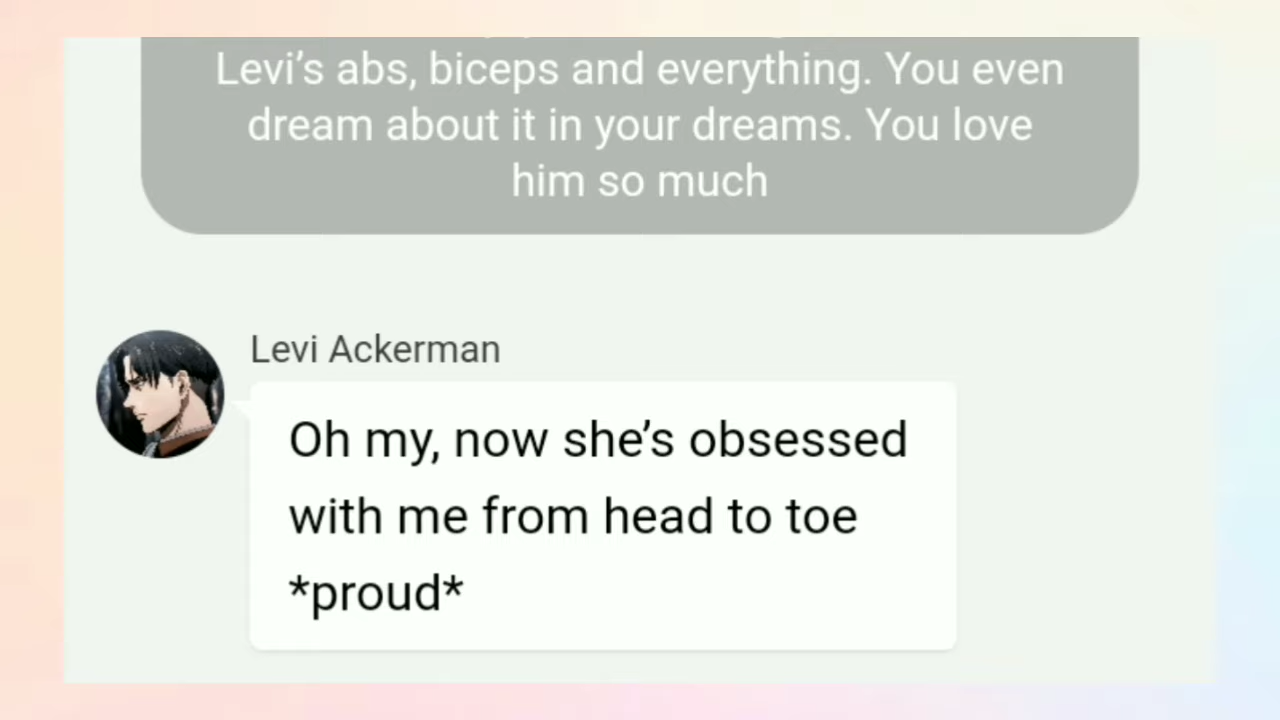 Levi’s abs, biceps and everything. You even
dream about it in your dreams. You love
him so much
Levi Ackerman
Oh my, now she’s obsessed
with me from head to toe
*proud*